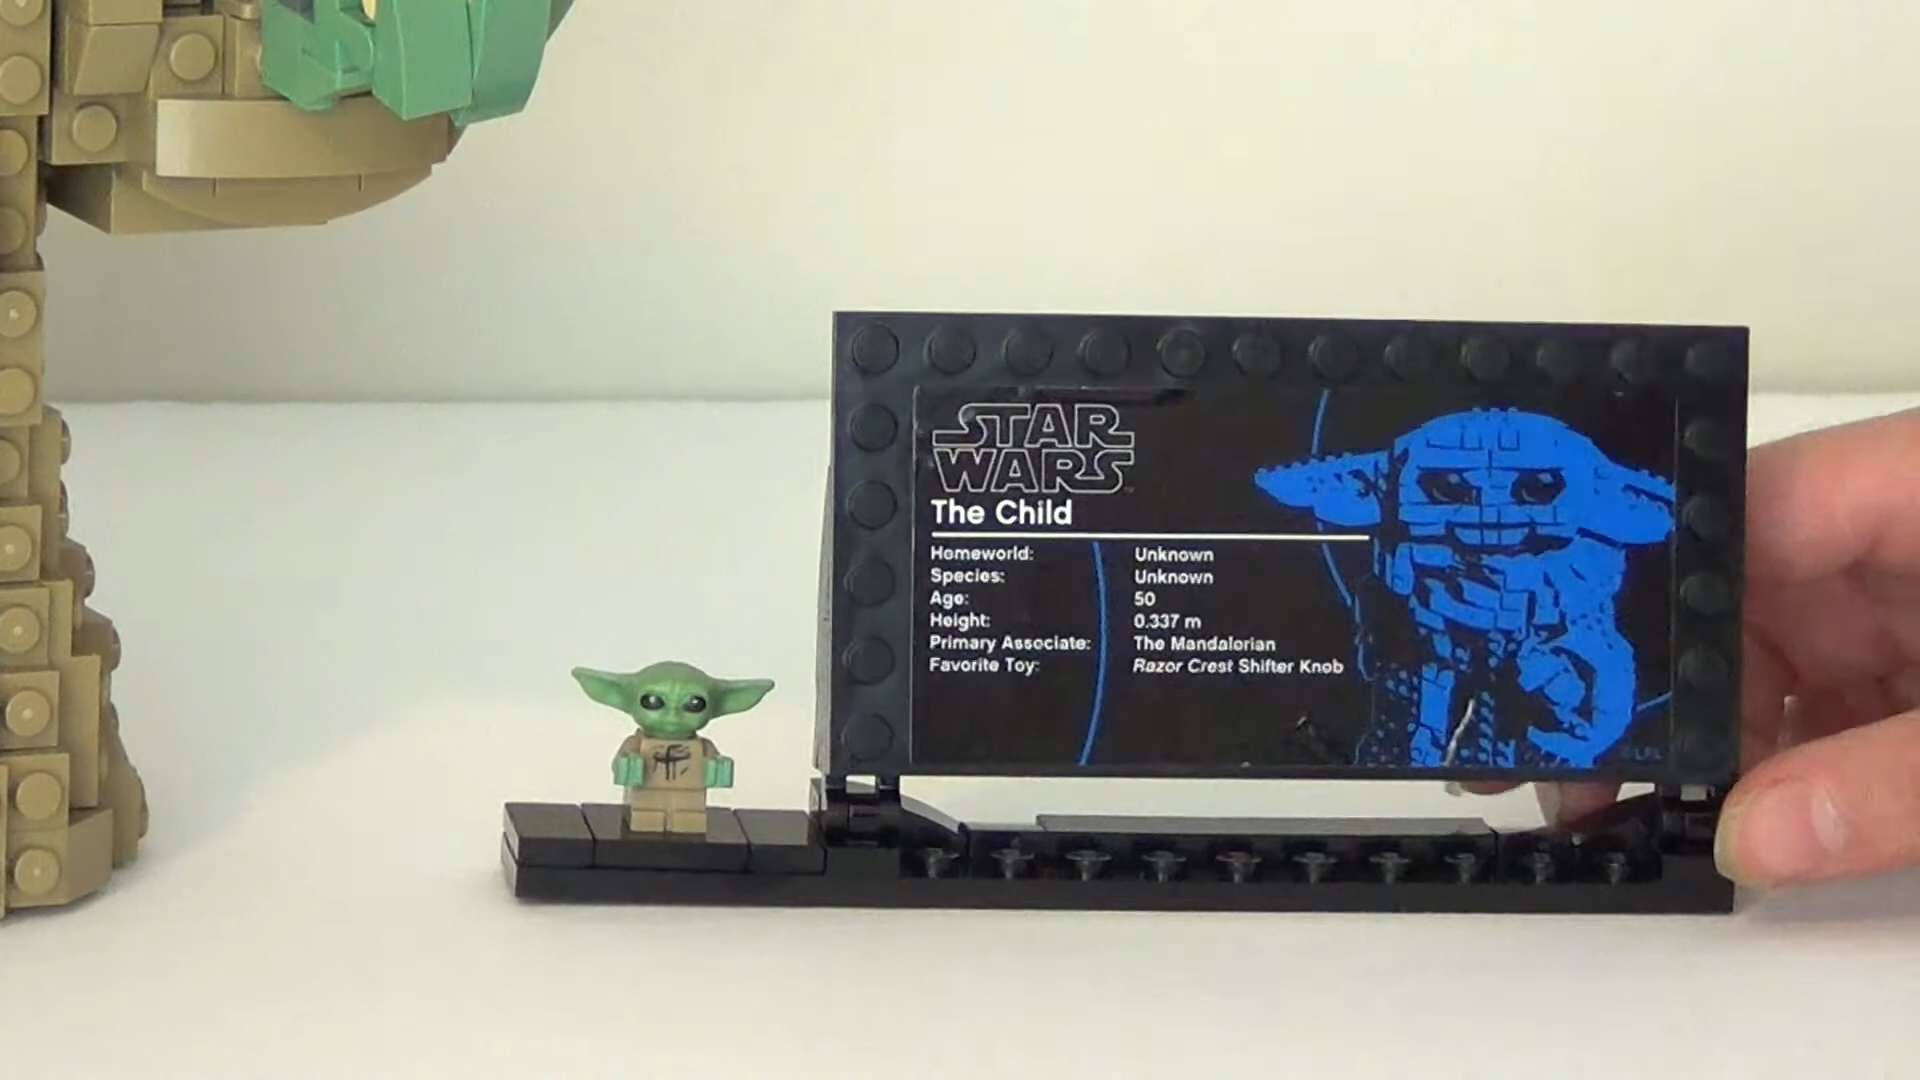 STAR
WARS
The Child
Homeworld: Unknown
Species: Unknown
Age: 50
Height: 0.337 m
Primary Associate: The Mandalorian
Favorite Toy: Razor Crest Shifter Knob
©LFL